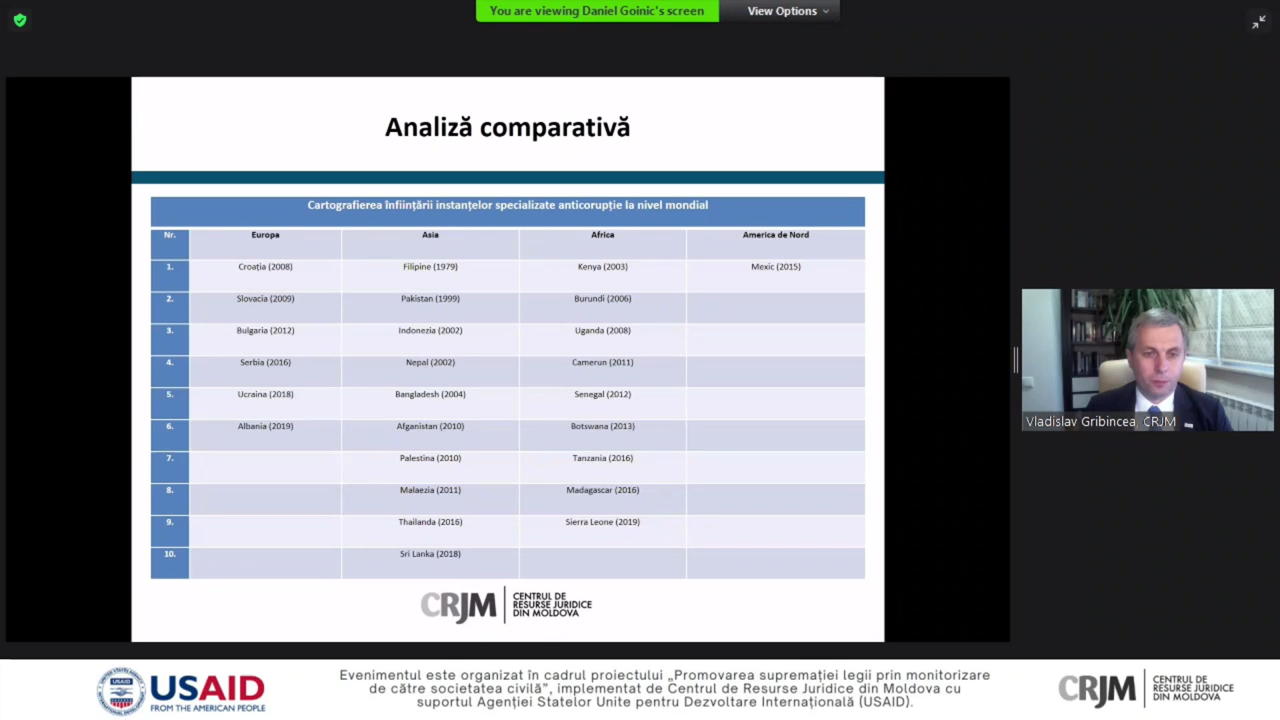 You are viewing Daniel Goinic's screen
View Options
Analiză comparativă
Cartografierea înființării instanțelor specializate anticorupție la nivel mondial
Nr. Europa Asia Africa America de Nord
1. Croația (2008) Filipine (1979) Kenya (2003) Mexic (2015)
2. Slovacia (2009) Pakistan (1999) Burundi (2006)
3. Bulgaria (2012) Indonezia (2002) Uganda (2008)
4. Serbia (2016) Nepal (2002) Camerun (2011)
5. Ucraina (2018) Bangladesh (2004) Senegal (2012)
6. Albania (2019) Afganistan (2010) Botswana (2013)
7. Palestina (2010) Tanzania (2016)
8. Malaezia (2011) Madagascar (2016)
9. Thailanda (2016) Sierra Leone (2019)
10. Sri Lanka (2018)
CRJM
CENTRUL DE
RESURSE JURIDICE
DIN MOLDOVA
Vladislav Gribincea, CRJM
USAID
USAID
FROM THE AMERICAN PEOPLE
Evenimentul este organizat în cadrul proiectului „Promovarea supremației legii prin monitorizare
de către societatea civilă”, implementat de Centrul de Resurse Juridice din Moldova cu
suportul Agenției Statelor Unite pentru Dezvoltare Internațională (USAID).
CRJM
CENTRUL DE
RESURSE JURIDICE
DIN MOLDOVA